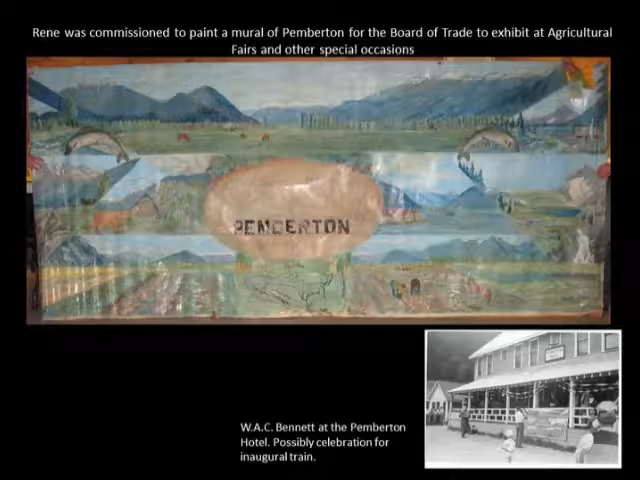 Rene was commissioned to paint a mural of Pemberton for the Board of Trade to exhibit at Agricultural
Fairs and other special occasions
PEMBERTON
W.A.C. Bennett at the Pemberton
Hotel. Possibly celebration for
inaugural train.